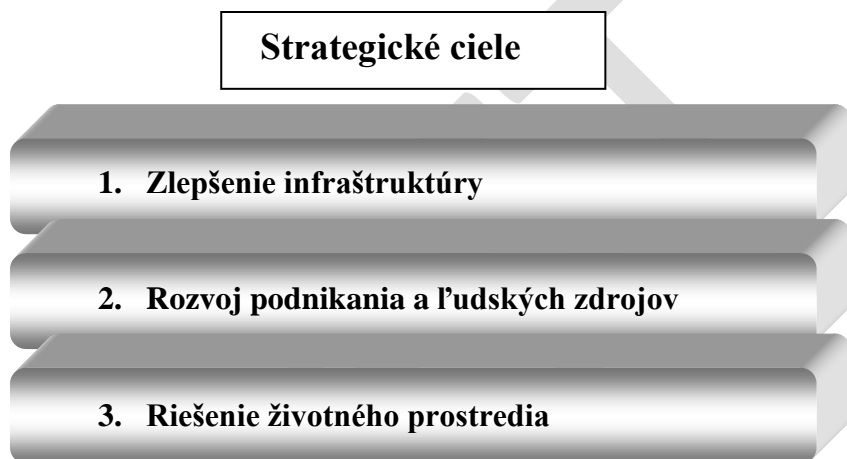 Strategické ciele
1. Zlepšenie infraštruktúry
2. Rozvoj podnikania a ľudských zdrojov
3. Riešenie životného prostredia